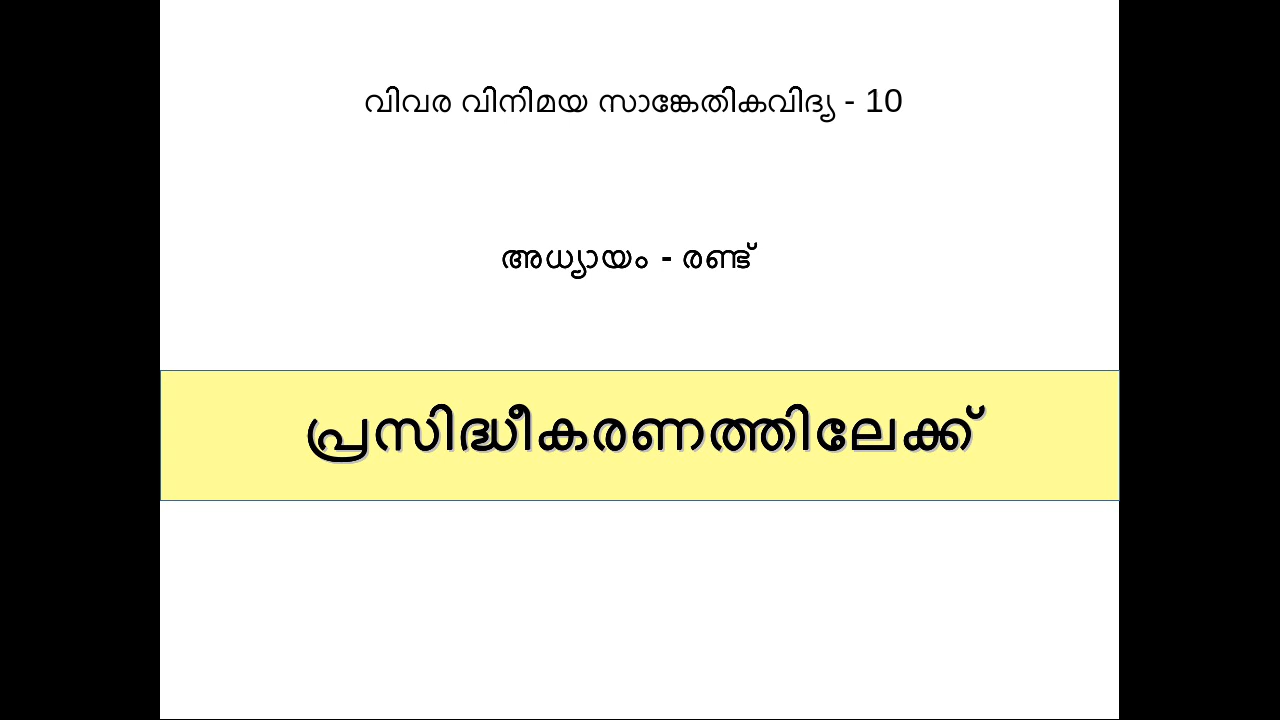 വിവര വിനിമയ സാങ്കേതികവിദ്യ - 10
അധ്യായം - രണ്ട്
പ്രസിദ്ധീകരണത്തിലേക്ക്